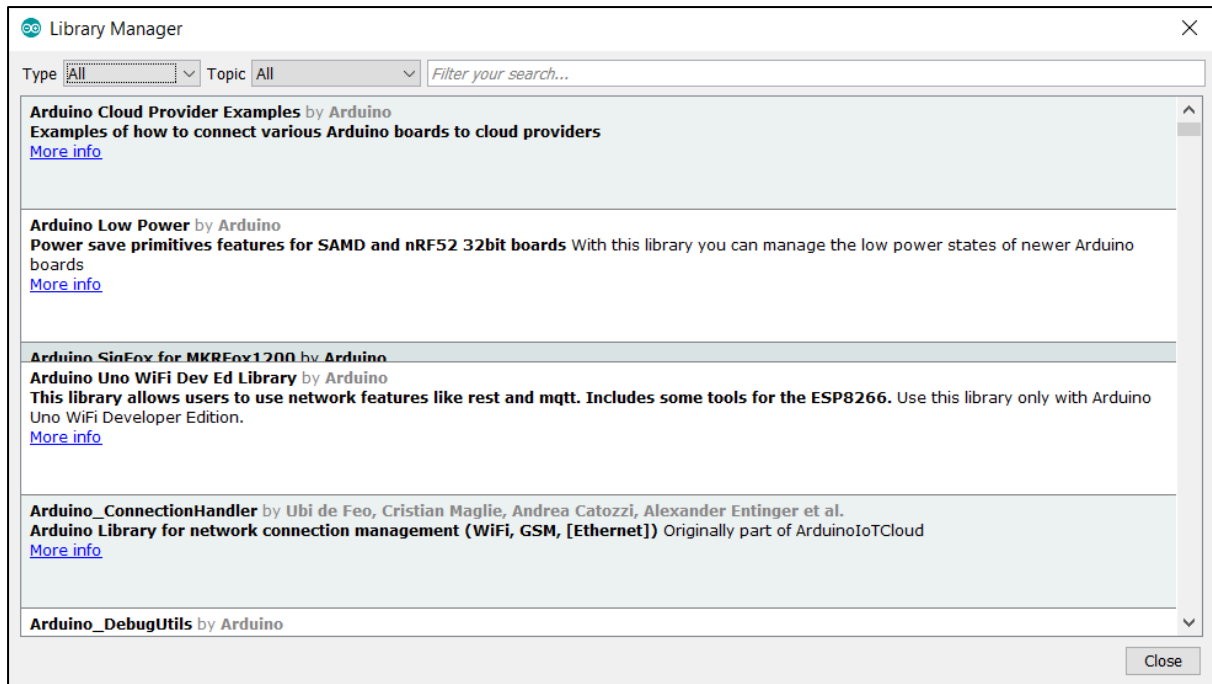 Library Manager
Type All Topic All Filter your search...
Arduino Cloud Provider Examples by Arduino
Examples of how to connect various Arduino boards to cloud providers
More info
Arduino Low Power by Arduino
Power save primitives features for SAMD and nRF52 32bit boards With this library you can manage the low power states of newer Arduino
boards
More info
Arduino SigFox for MKRFox1200 by Arduino
Arduino Uno WiFi Dev Ed Library by Arduino
This library allows users to use network features like rest and mqtt. Includes some tools for the ESP8266. Use this library only with Arduino
Uno WiFi Developer Edition.
More info
Arduino_ConnectionHandler by Ubi de Feo, Cristian Maglie, Andrea Catozzi, Alexander Entinger et al.
Arduino Library for network connection management (WiFi, GSM, [Ethernet]) Originally part of ArduinoIoTCloud
More info
Arduino_DebugUtils by Arduino
Close